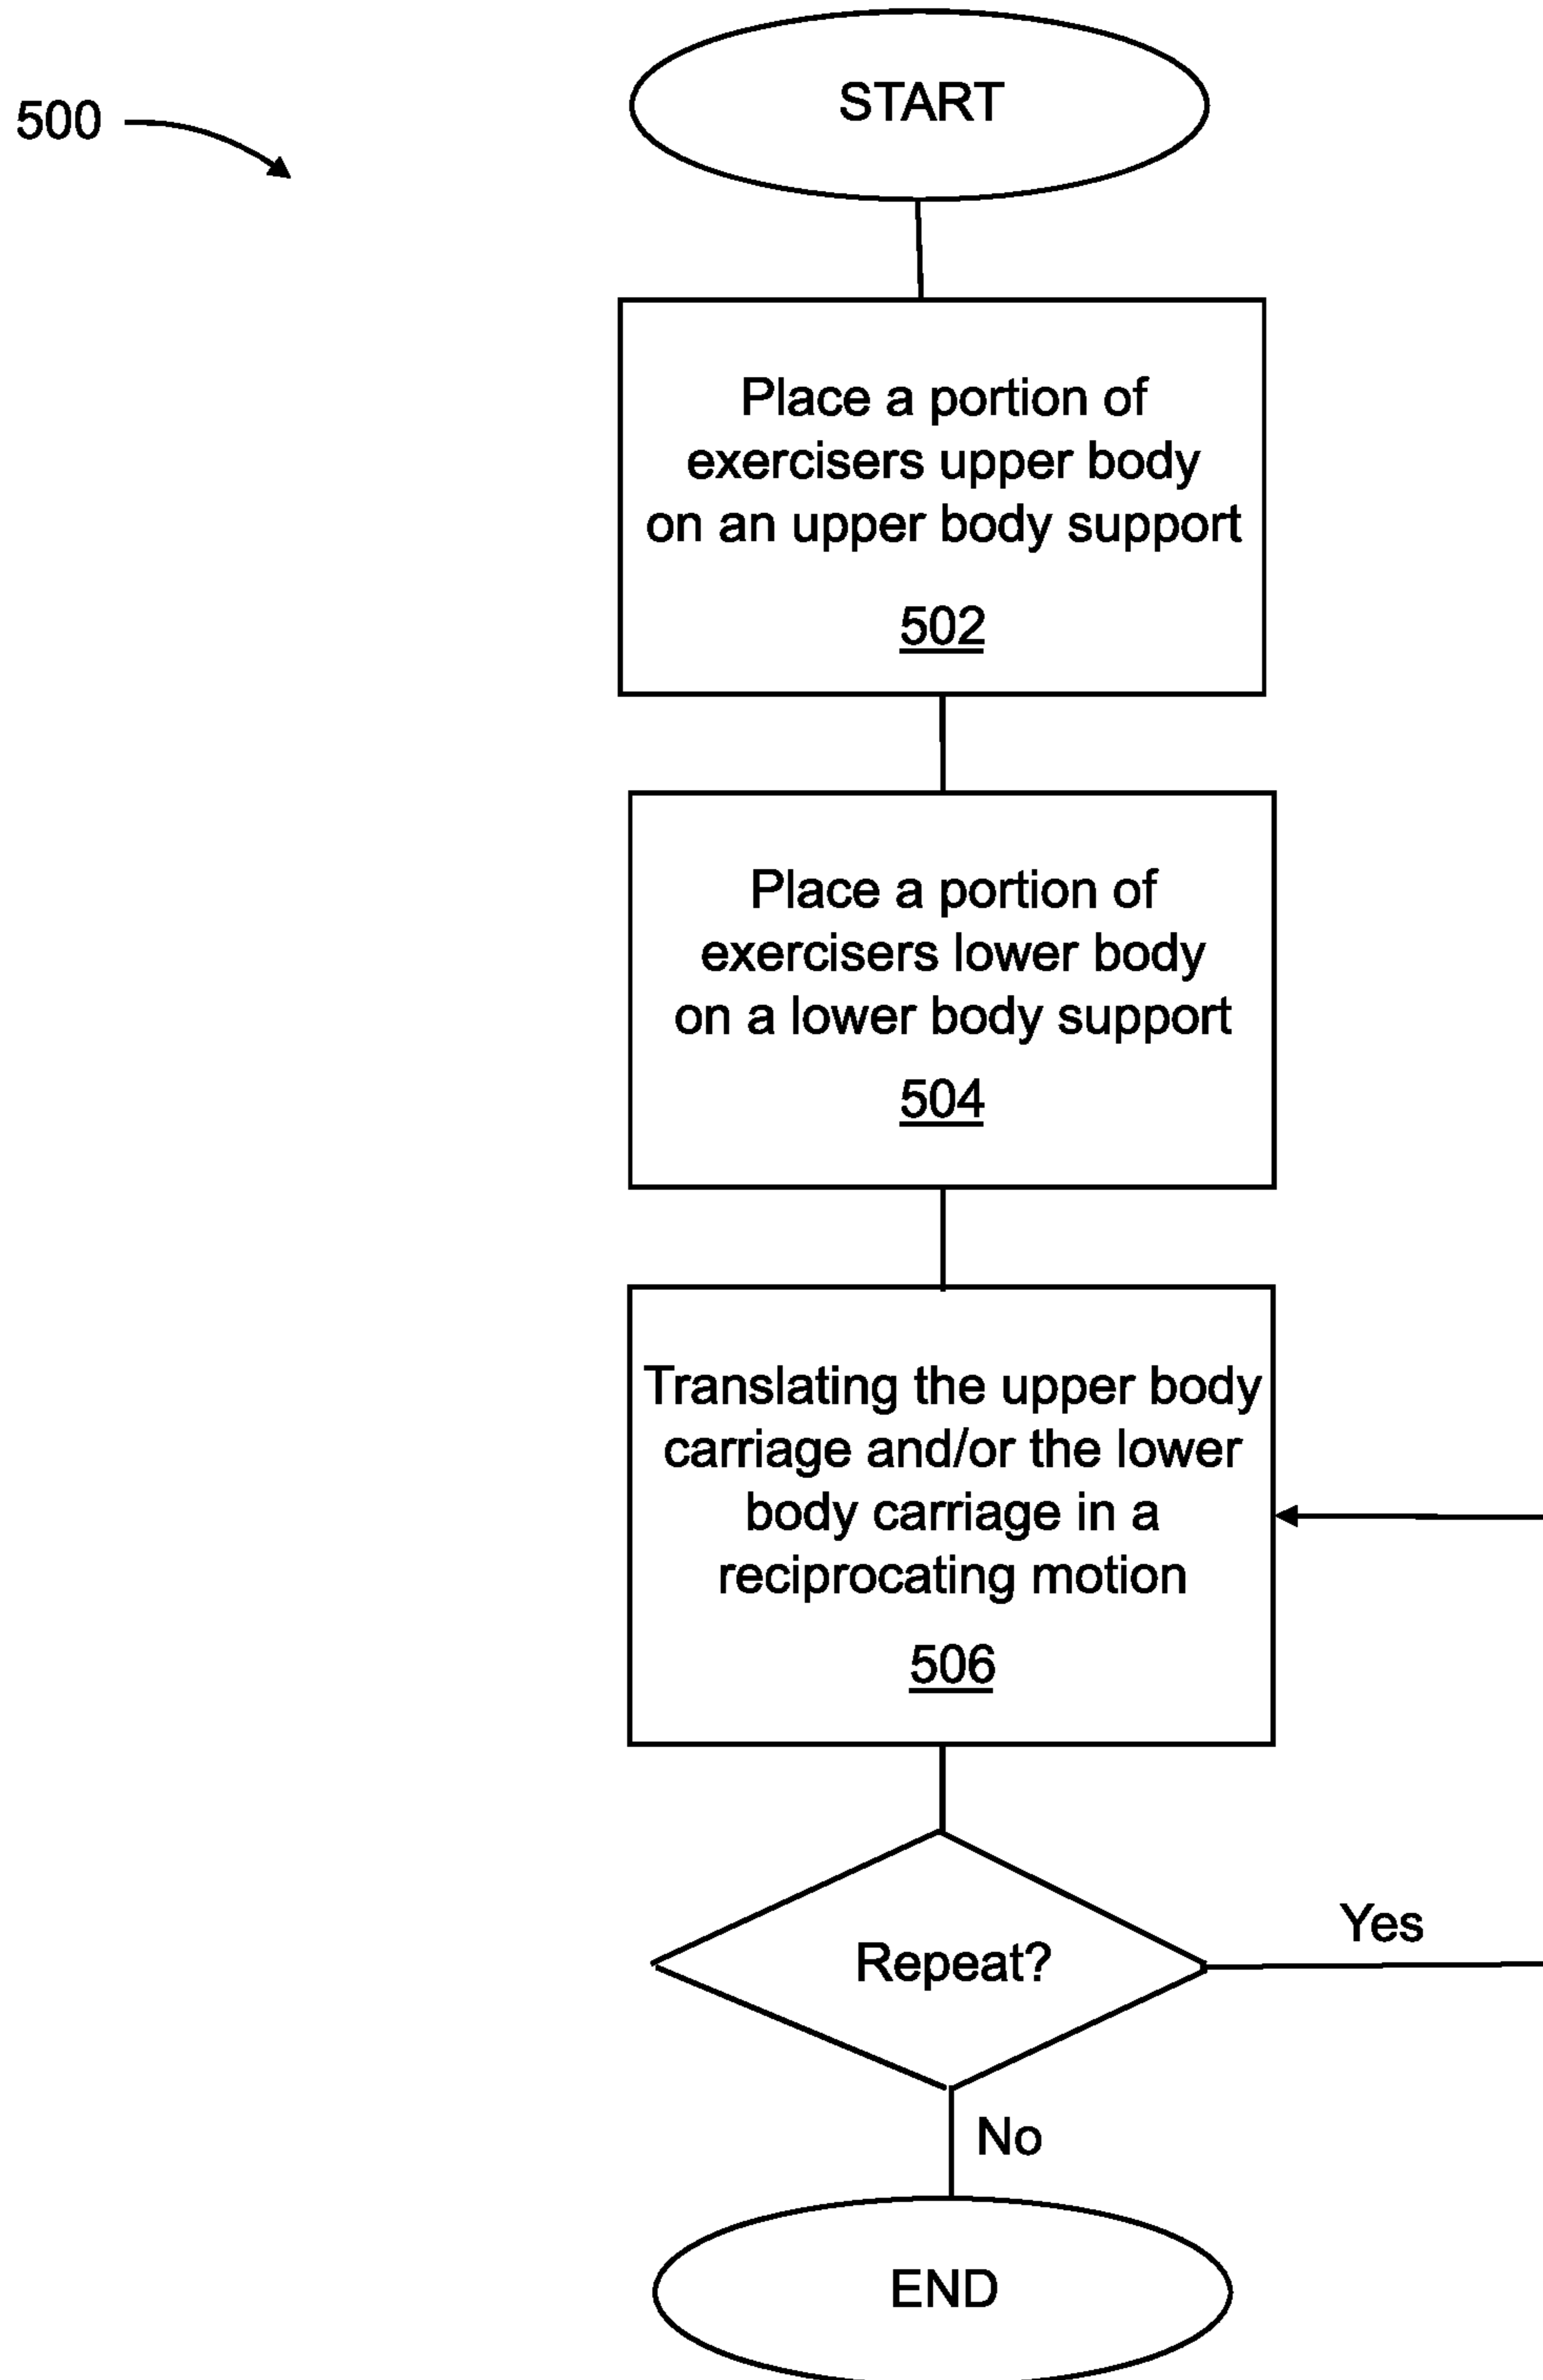 500
START
Place a portion of
exercisers upper body
on an upper body support
502
Place a portion of
exercisers lower body
on a lower body support
504
Translating the upper body
carriage and/or the lower
body carriage in a
reciprocating motion
506
Repeat?
Yes
No
END